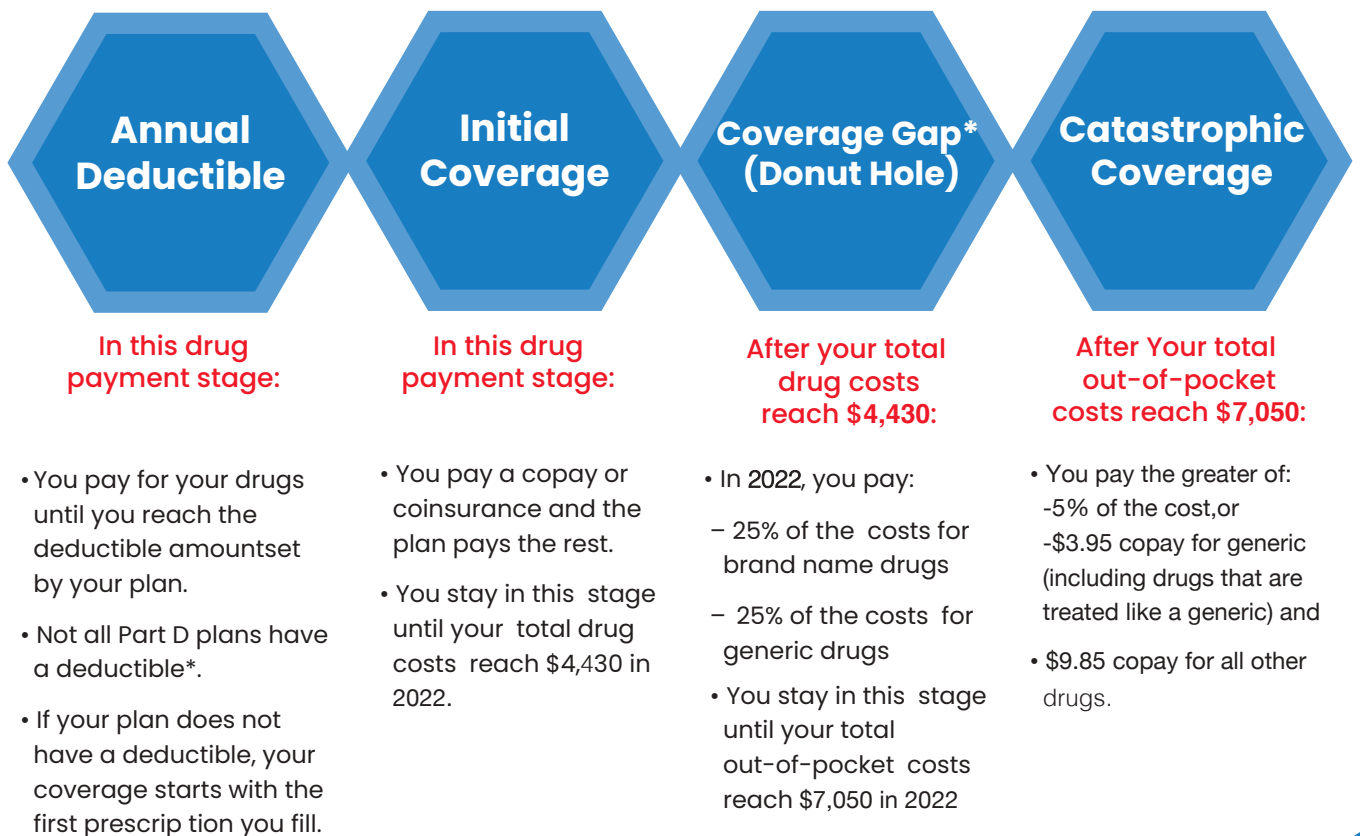 Annual
Deductible
Initial
Coverage
Coverage Gap*
(Donut Hole)
Catastrophic
Coverage
In this drug
payment stage:
• You pay for your drugs
until you reach the
deductible amountset
by your plan.
• Not all Part D plans have
a deductible*.
• If your plan does not
have a deductible, your
coverage starts with the
first prescrip tion you fill.
In this drug
payment stage:
• You pay a copay or
coinsurance and the
plan pays the rest.
• You stay in this stage
until your total drug
costs reach $4,430 in
2022.
After your total
drug costs
reach $4,430:
• In 2022, you pay:
– 25% of the costs for
brand name drugs
– 25% of the costs for
generic drugs
• You stay in this stage
until your total
out-of-pocket costs
reach $7,050 in 2022
After Your total
out-of-pocket
costs reach $7,050:
• You pay the greater of:
-5% of the cost,or
-$3.95 copay for generic
(including drugs that are
treated like a generic) and
• $9.85 copay for all other
drugs.